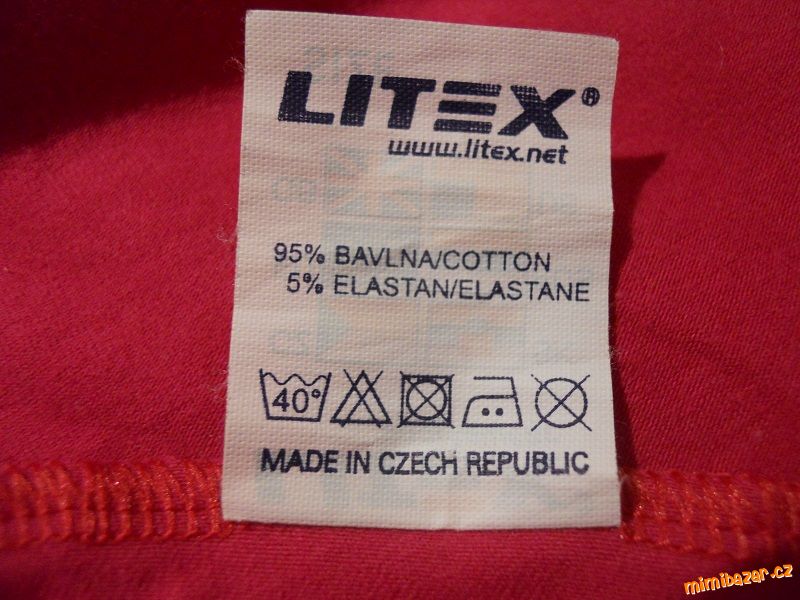 LITEX®
www.litex.net
95% BAVLNA/COTTON
5% ELASTAN/ELASTANE
40°
MADE IN CZECH REPUBLIC
mimibazar.cz